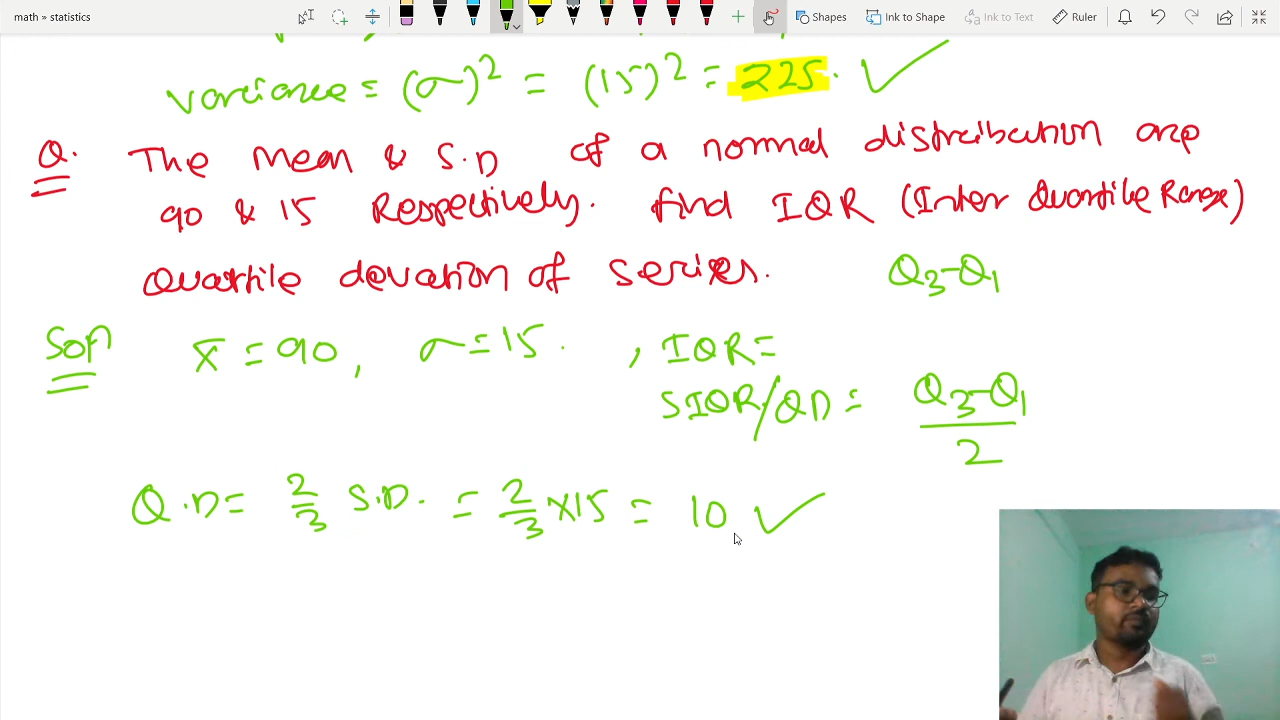 math » statistics
Shapes
Ink to Shape
Ink to Text
Ruler
variance = (σ)² = (15)² = 225.
Q. The Mean & S.D of a normal distribution are
90 & 15 Respectively. find IQR (Inter Quartile Range)
Quartile deviation of series. Q₃-Q₁
Solⁿ x̄ = 90, σ = 15. , IQR =
SIQR/QD = Q₃-Q₁/2
Q.D = 2/3 S.D. = 2/3 × 15 = 10 ✓